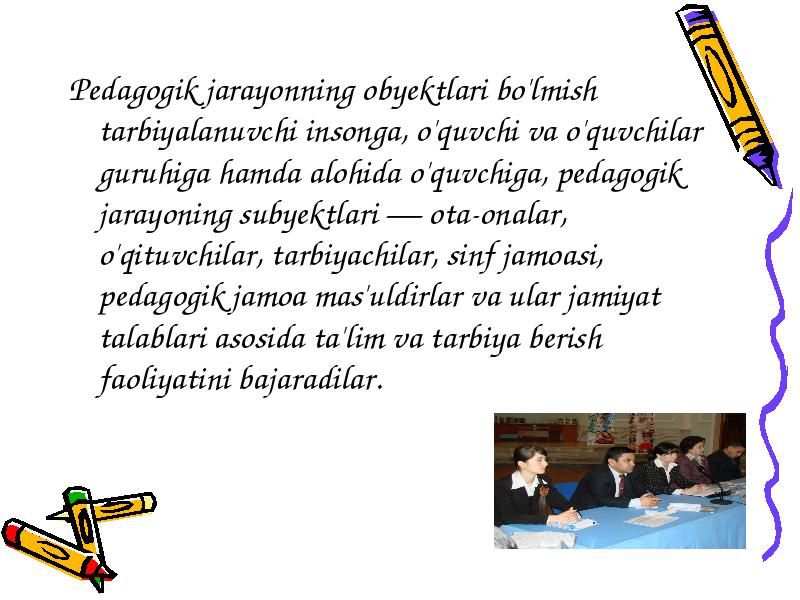 Pedagogik jarayonning obyektlari bo'lmish
tarbiyalanuvchi insonga, o'quvchi va o'quvchilar
guruhiga hamda alohida o'quvchiga, pedagogik
jarayoning subyektlari — ota-onalar,
o'qituvchilar, tarbiyachilar, sinf jamoasi,
pedagogik jamoa mas'uldirlar va ular jamiyat
talablari asosida ta'lim va tarbiya berish
faoliyatini bajaradilar.